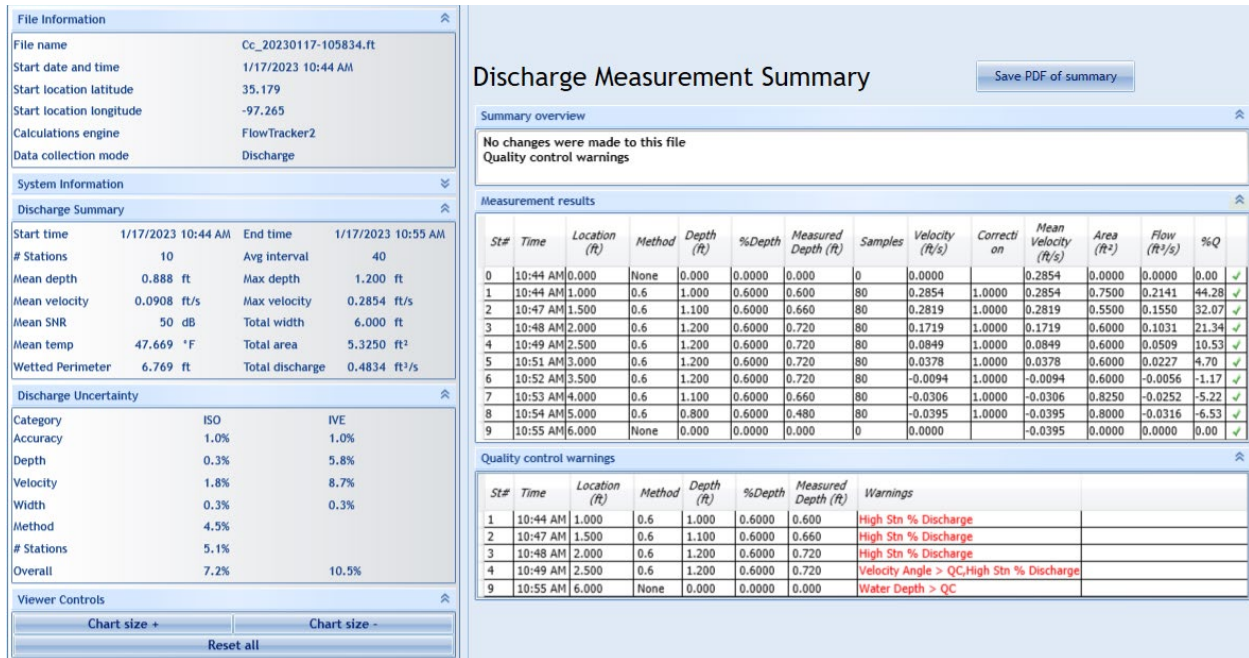 File Information
File name Cc_20230117-105834.ft
Start date and time 1/17/2023 10:44 AM
Start location latitude 35.179
Start location longitude -97.265
Calculations engine FlowTracker2
Data collection mode Discharge
System Information
Discharge Summary
Start time 1/17/2023 10:44 AM End time 1/17/2023 10:55 AM
# Stations 10 Avg interval 40
Mean depth 0.888 ft Max depth 1.200 ft
Mean velocity 0.0908 ft/s Max velocity 0.2854 ft/s
Mean SNR 50 dB Total width 6.000 ft
Mean temp 47.669 °F Total area 5.3250 ft²
Wetted Perimeter 6.769 ft Total discharge 0.4834 ft³/s
Discharge Uncertainty
Category ISO IVE
Accuracy 1.0% 1.0%
Depth 0.3% 5.8%
Velocity 1.8% 8.7%
Width 0.3% 0.3%
Method 4.5%
# Stations 5.1%
Overall 7.2% 10.5%
Viewer Controls
Chart size + Chart size -
Reset all
Discharge Measurement Summary
Save PDF of summary
Summary overview
No changes were made to this file
Quality control warnings
Measurement results
St# Time Location (ft) Method Depth (ft) %Depth Measured Depth (ft) Samples Velocity (ft/s) Correcti on Mean Velocity (ft/s) Area (ft²) Flow (ft³/s) %Q
0 10:44 AM 0.000 None 0.000 0.0000 0.000 0 0.0000 0.2854 0.0000 0.0000 0.00 ✓
1 10:44 AM 1.000 0.6 1.000 0.6000 0.600 80 0.2854 1.0000 0.2854 0.7500 0.2141 44.28 ✓
2 10:47 AM 1.500 0.6 1.100 0.6000 0.660 80 0.2819 1.0000 0.2819 0.5500 0.1550 32.07 ✓
3 10:48 AM 2.000 0.6 1.200 0.6000 0.720 80 0.1719 1.0000 0.1719 0.6000 0.1031 21.34 ✓
4 10:49 AM 2.500 0.6 1.200 0.6000 0.720 80 0.0849 1.0000 0.0849 0.6000 0.0509 10.53 ✓
5 10:51 AM 3.000 0.6 1.200 0.6000 0.720 80 0.0378 1.0000 0.0378 0.6000 0.0227 4.70 ✓
6 10:52 AM 3.500 0.6 1.200 0.6000 0.720 80 -0.0094 1.0000 -0.0094 0.6000 -0.0056 -1.17 ✓
7 10:53 AM 4.000 0.6 1.100 0.6000 0.660 80 -0.0306 1.0000 -0.0306 0.8250 -0.0252 -5.22 ✓
8 10:54 AM 5.000 0.6 0.800 0.6000 0.480 80 -0.0395 1.0000 -0.0395 0.8000 -0.0316 -6.53 ✓
9 10:55 AM 6.000 None 0.000 0.0000 0.000 0 0.0000 -0.0395 0.0000 0.0000 0.00 ✓
Quality control warnings
St# Time Location (ft) Method Depth (ft) %Depth Measured Depth (ft) Warnings
1 10:44 AM 1.000 0.6 1.000 0.6000 0.600 High Stn % Discharge
2 10:47 AM 1.500 0.6 1.100 0.6000 0.660 High Stn % Discharge
3 10:48 AM 2.000 0.6 1.200 0.6000 0.720 High Stn % Discharge
4 10:49 AM 2.500 0.6 1.200 0.6000 0.720 Velocity Angle > QC,High Stn % Discharge
9 10:55 AM 6.000 None 0.000 0.0000 0.000 Water Depth > QC